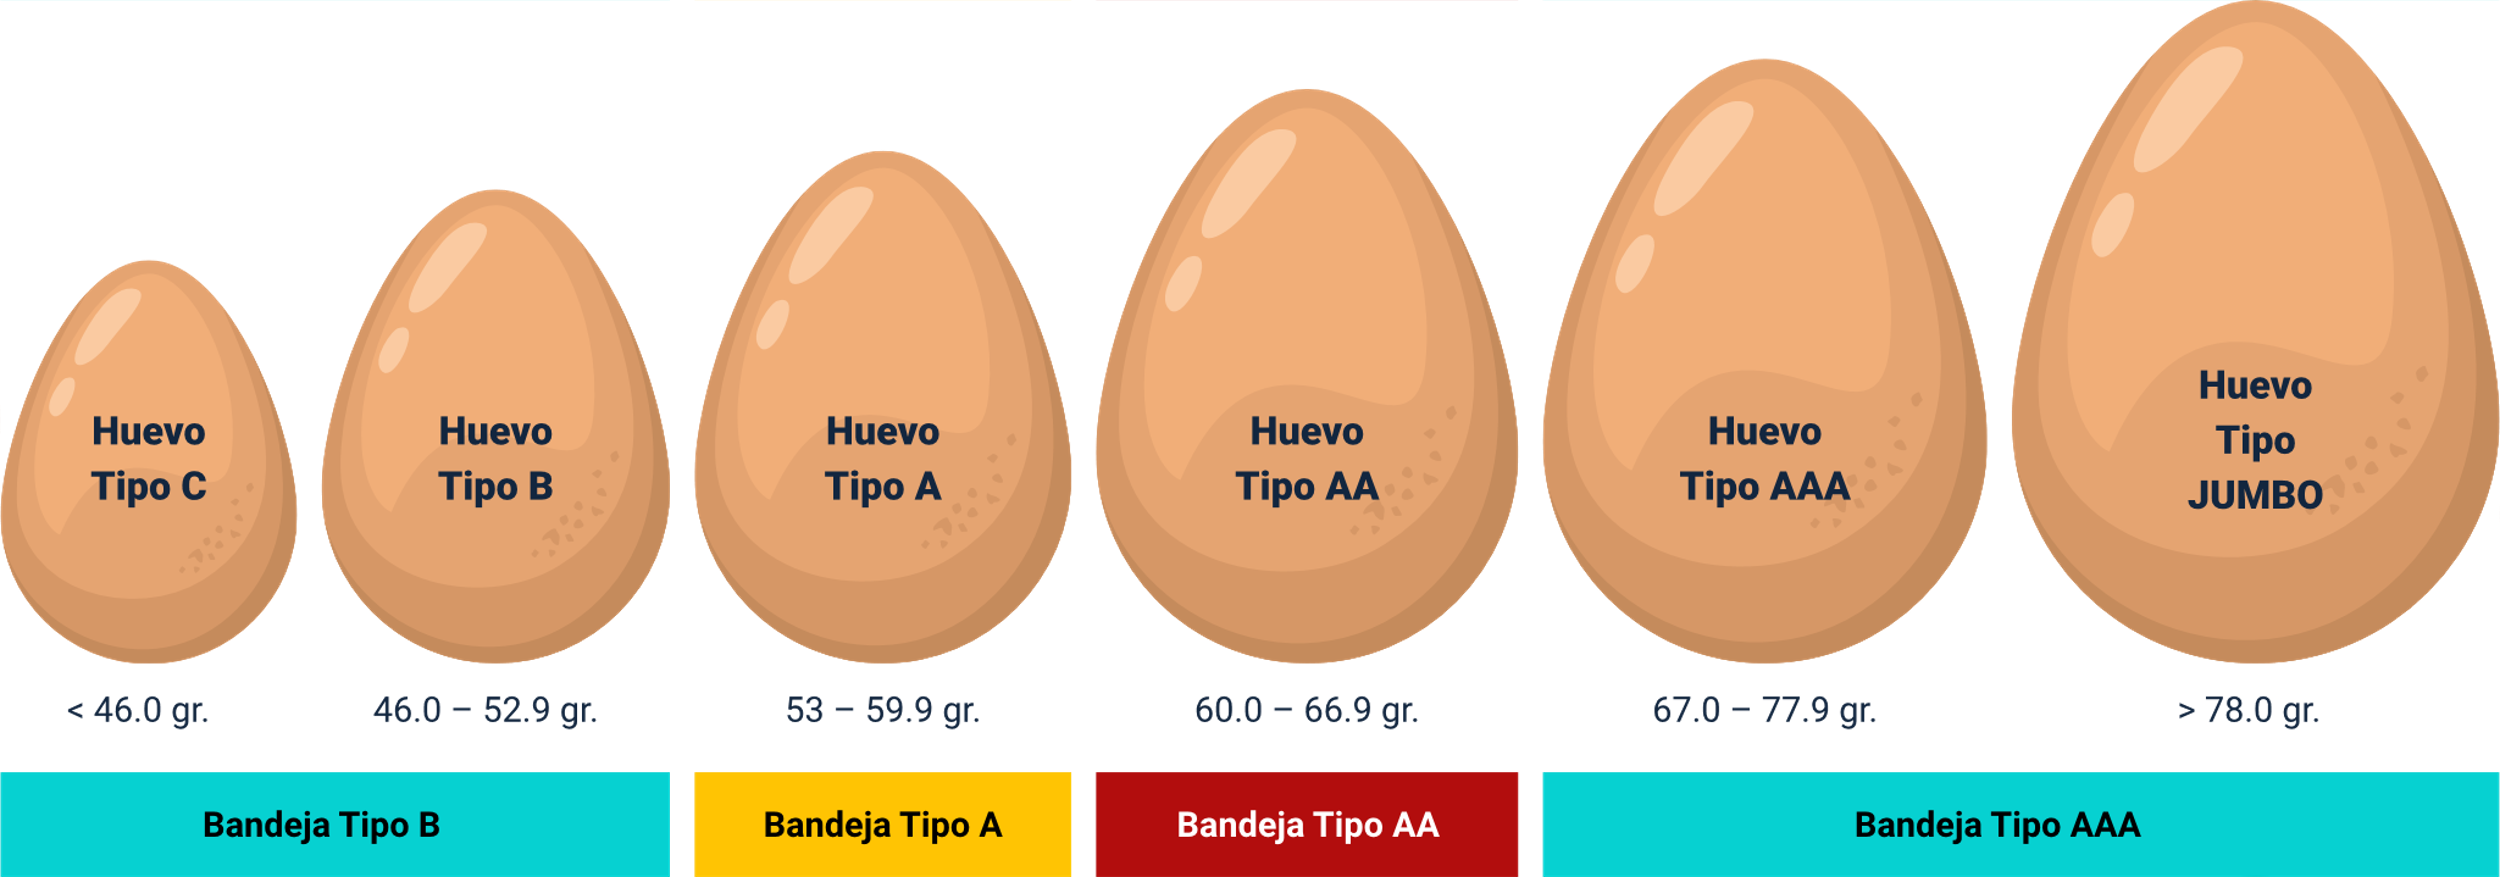 Huevo
Tipo C
Huevo
Tipo B
Huevo
Tipo A
Huevo
Tipo AA
Huevo
Tipo AAA
Huevo
Tipo
JUMBO
< 46.0 gr.
46.0 – 52.9 gr.
53 – 59.9 gr.
60.0 – 66.9 gr.
67.0 – 77.9 gr.
> 78.0 gr.
Bandeja Tipo B
Bandeja Tipo A
Bandeja Tipo AA
Bandeja Tipo AAA